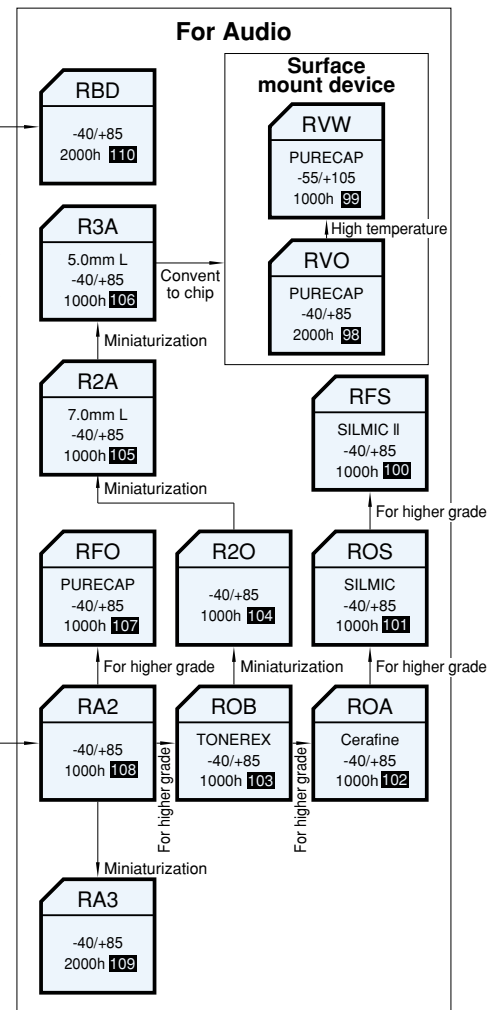 For Audio
RBD
-40/+85
2000h 110
Surface
mount device
RVW
PURECAP
-55/+105
1000h 99
High temperature
RVO
PURECAP
-40/+85
2000h 98
R3A
5.0mm L
-40/+85
1000h 106
Convent
to chip
Miniaturization
R2A
7.0mm L
-40/+85
1000h 105
RFS
SILMIC II
-40/+85
1000h 100
Miniaturization
For higher grade
RFO
PURECAP
-40/+85
1000h 107
R2O
-40/+85
1000h 104
ROS
SILMIC
-40/+85
1000h 101
For higher grade
Miniaturization
For higher grade
RA2
-40/+85
1000h 108
For higher grade
ROB
TONEREX
-40/+85
1000h 103
For higher grade
ROA
Cerafine
-40/+85
1000h 102
Miniaturization
RA3
-40/+85
2000h 109